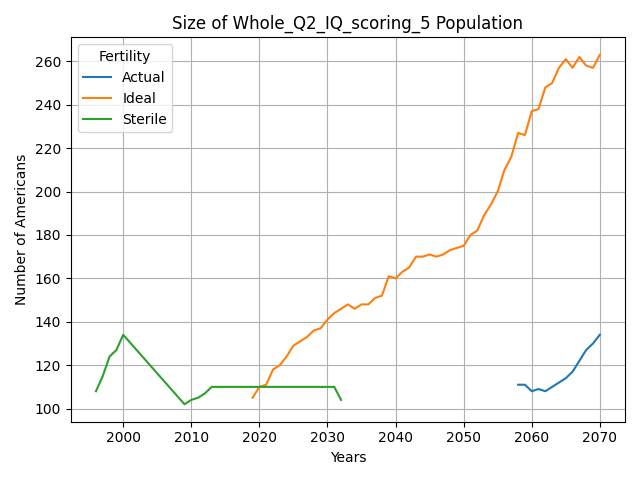 Size of Whole_Q2_IQ_scoring_5 Population
Fertility
Actual
Ideal
Sterile
Number of Americans
260
240
220
200
180
160
140
120
100
2000
2010
2020
2030
2040
2050
2060
2070
Years